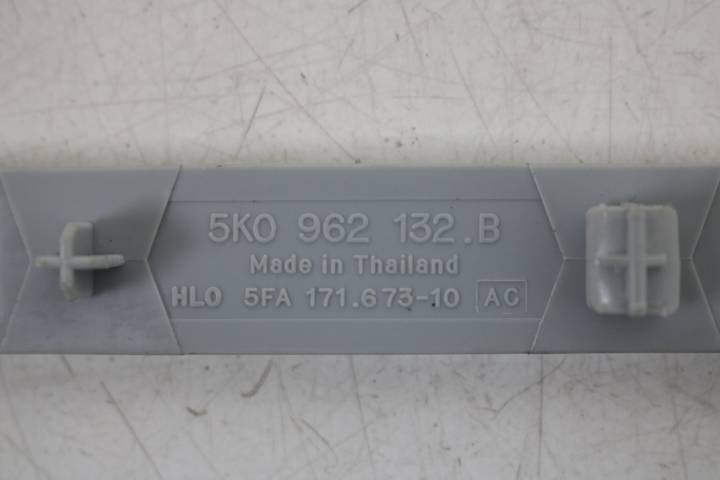 5K0 962 132.B
Made in Thailand
HLO 5FA 171.673-10 AC